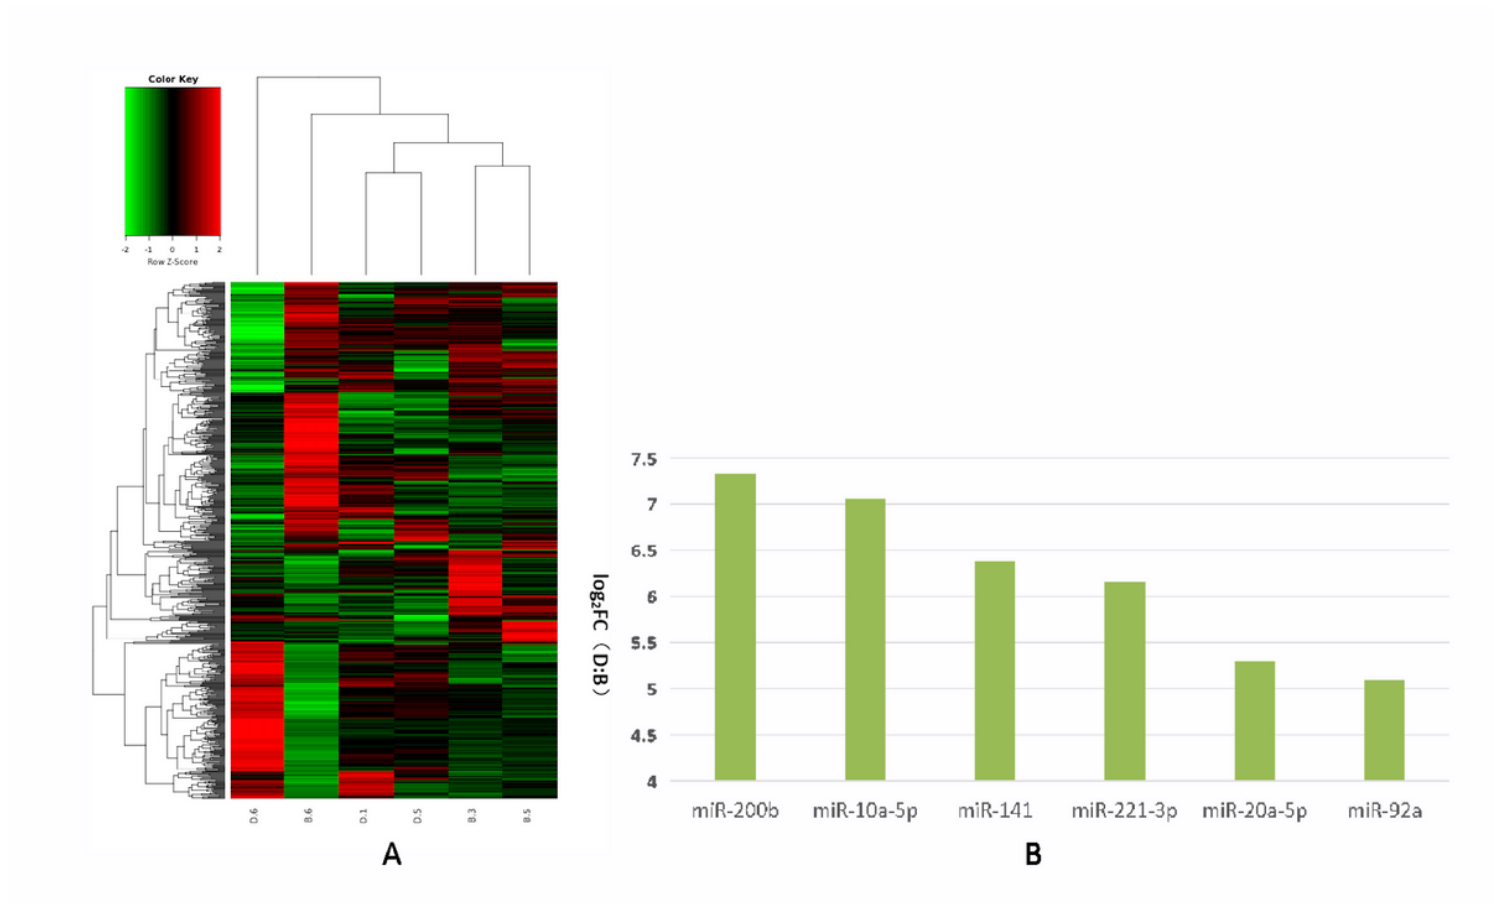 Color Key
-2 -1 0 1 2
Row Z-Score
D.6 B.6 D.1 D.5 B.3 B.5
A
log₂FC（D:B）
7.5
7
6.5
6
5.5
5
4.5
4
miR-200b miR-10a-5p miR-141 miR-221-3p miR-20a-5p miR-92a
B